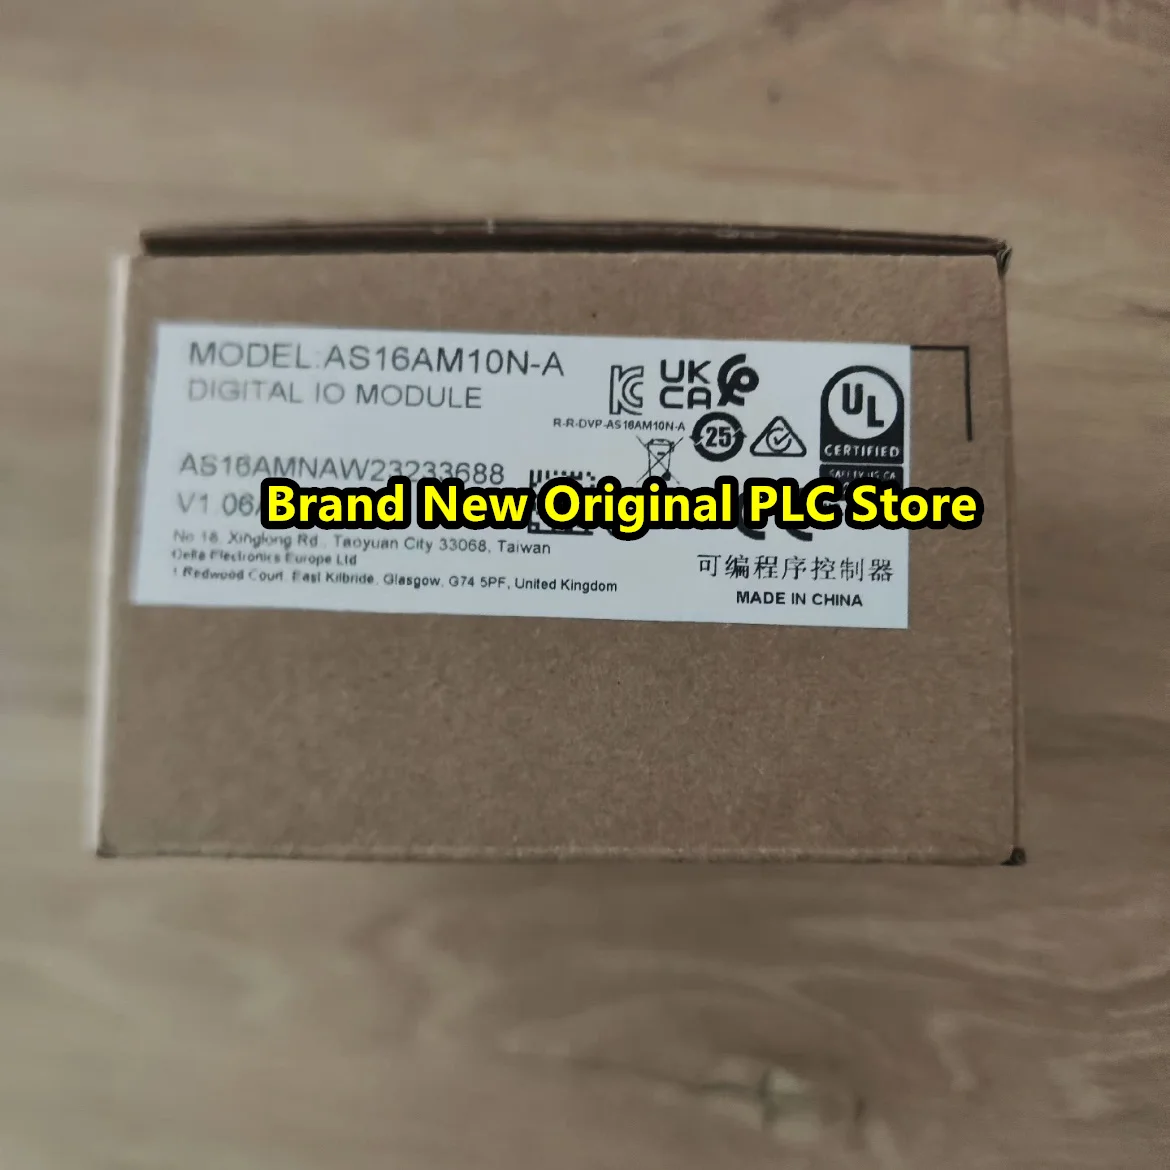 MODEL:AS16AM10N-A
DIGITAL IO MODULE
UK
CA
R-R-DVP-AS16AM10N-A
25
UL
CERTIFIED
AS16AMNAW23233688
V1.06
Brand New Original PLC Store
No 18, Xinglong Rd., Taoyuan City 33068, Taiwan
Delta Electronics Europe Ltd
1 Redwood Court, East Kilbride, Glasgow, G74 5PF, United Kingdom
可编程序控制器
MADE IN CHINA